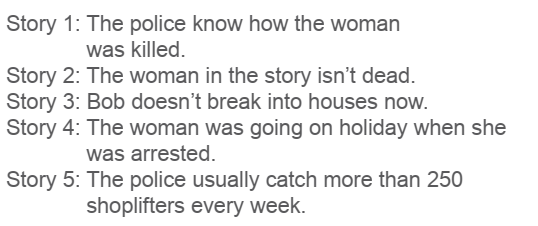 Story 1: The police know how the woman
was killed.
Story 2: The woman in the story isn’t dead.
Story 3: Bob doesn’t break into houses now.
Story 4: The woman was going on holiday when she
was arrested.
Story 5: The police usually catch more than 250
shoplifters every week.